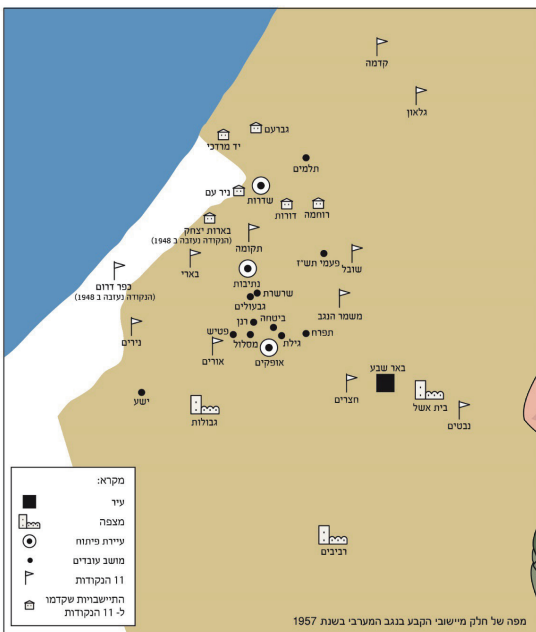 קדמה
גלאון
גברעם
יד מרדכי
תלמים
ניר עם
שדרות
דורות
רוחמה
בארות יצחק
(הנקודה נעזבה ב 1948)
תקומה
בארי
פעמי תש"ז
שובל
כפר דרום
(הנקודה נעזבה ב 1948)
נתיבות
שרשרת
גבעולים
משמר הנגב
נירים
רנן
ביטחה
פטיש
מסלול
גילת
תפרח
אורים
אופקים
באר שבע
חצרים
בית אשל
נבטים
ישע
גבולות
רביבים
מקרא:
עיר
מצפה
עיירת פיתוח
מושב עובדים
11 הנקודות
התיישבויות שקדמו
ל- 11 הנקודות
מפה של חלק מיישובי הקבע בנגב המערבי בשנת 1957